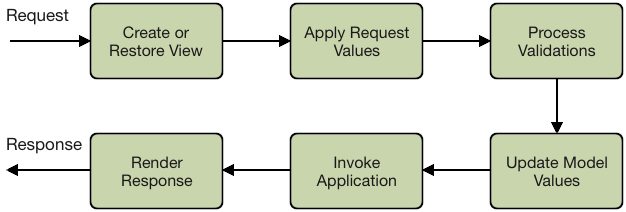 Request
Create or
Restore View
Apply Request
Values
Process
Validations
Response
Render
Response
Invoke
Application
Update Model
Values